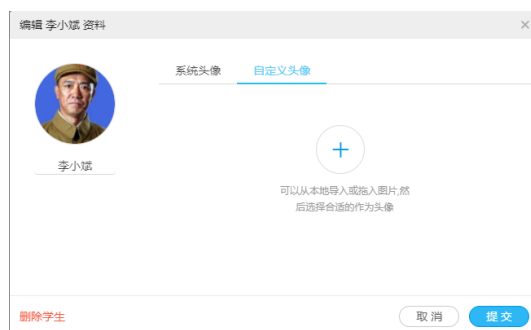 编辑 李小斌 资料
×
系统头像 自定义头像
李小斌
可以从本地导入或拖入图片,然
后选择合适的作为头像
删除学生 取消 提交